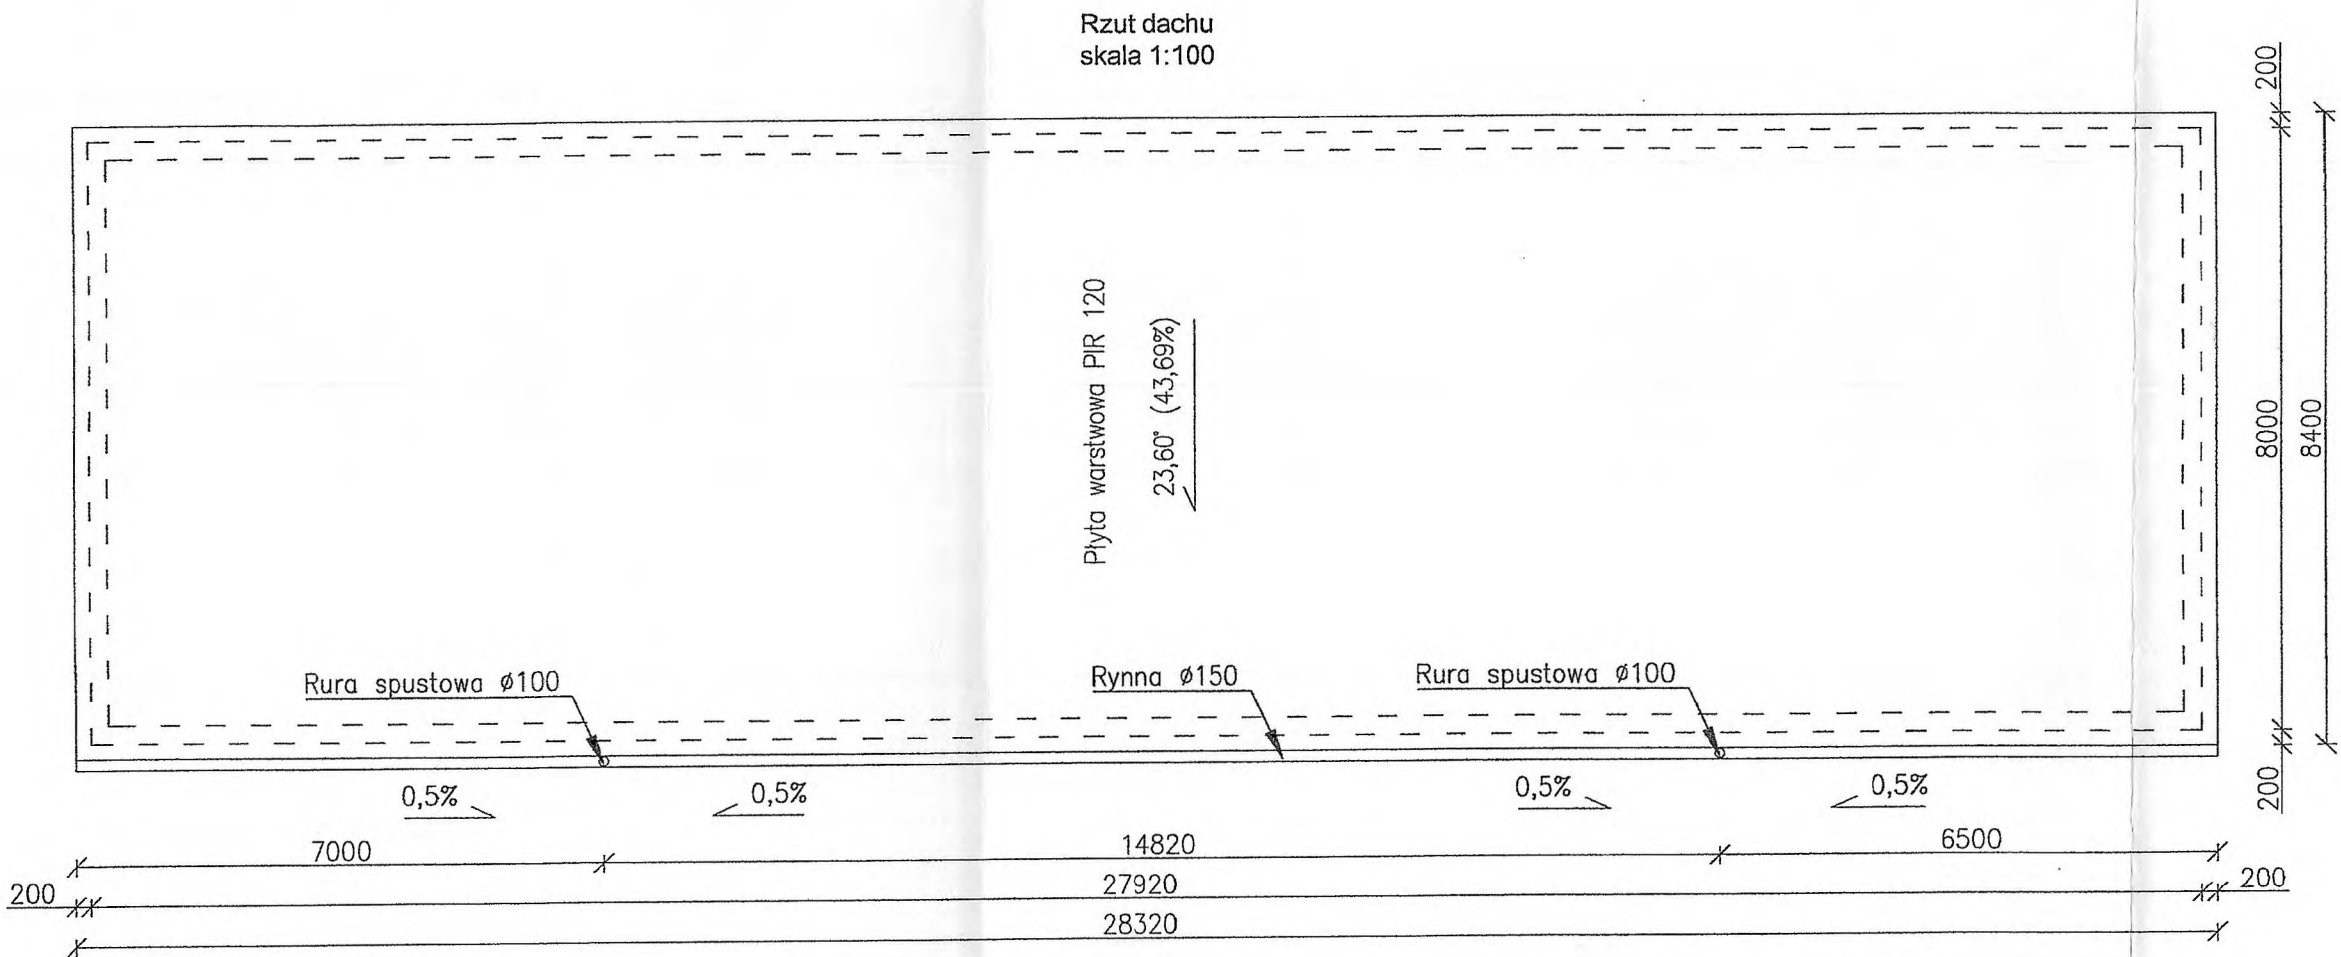 Rzut dachu
skala 1:100
200
8000
8400
200
Płyta warstwowa PIR 120
23,60° (43,69%)
Rura spustowa ø100
Rynna ø150
Rura spustowa ø100
0,5%
0,5%
0,5%
0,5%
7000
14820
6500
200
27920
200
28320